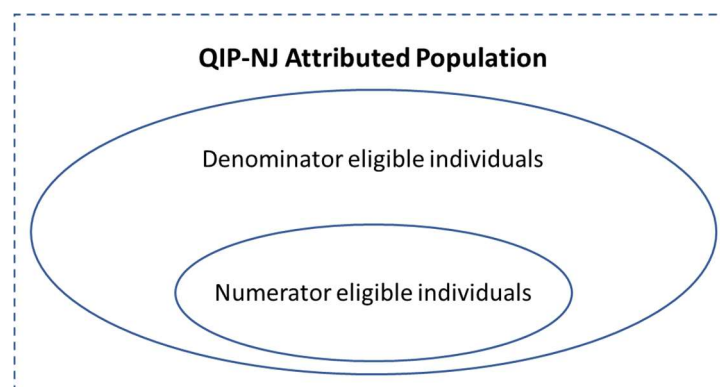 QIP-NJ Attributed Population
Denominator eligible individuals
Numerator eligible individuals